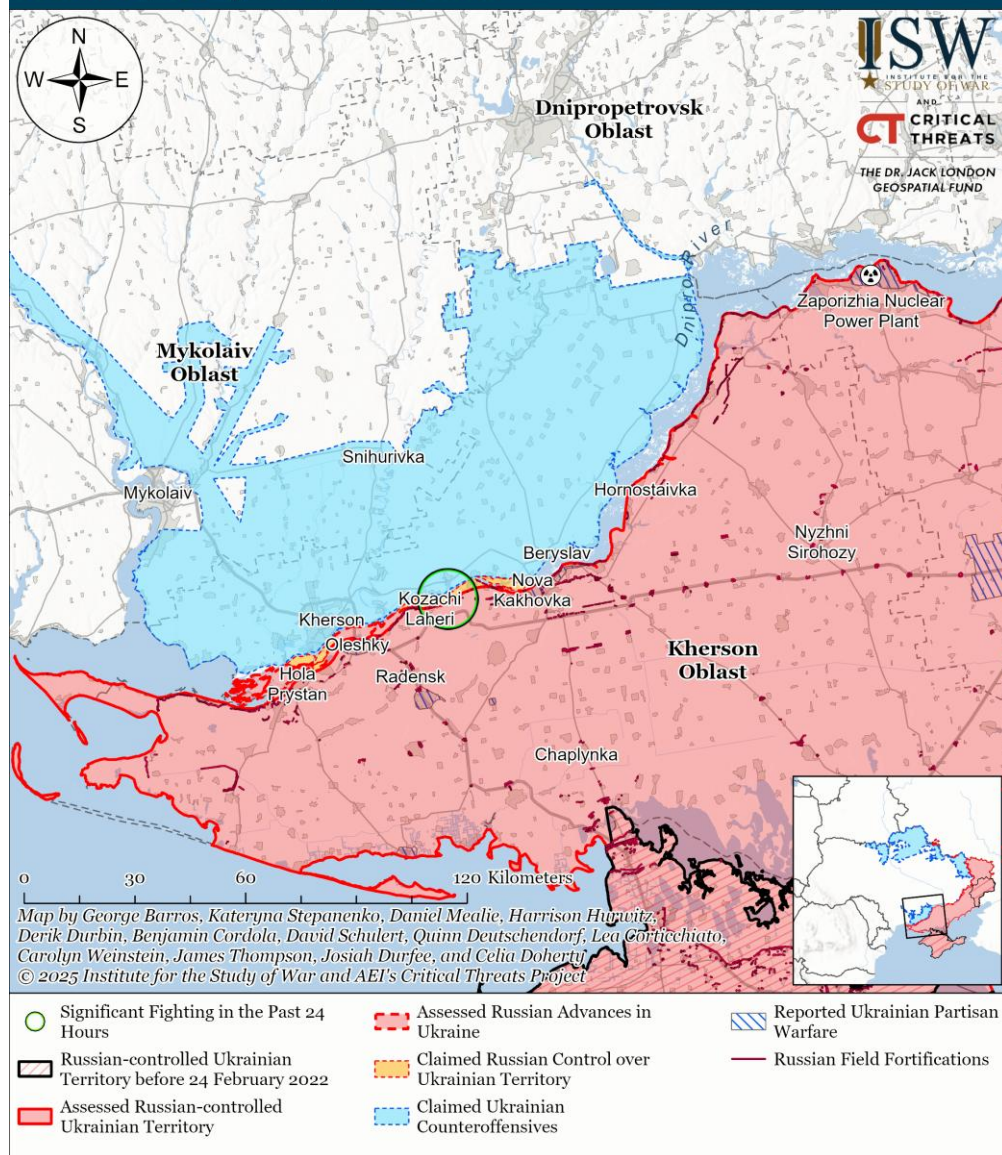 N
W
E
S
ISW
INSTITUTE FOR THE
STUDY OF WAR
AND
CT CRITICAL
THREATS
THE DR. JACK LONDON
GEOSPATIAL FUND
Dnipropetrovsk
Oblast
Dnipro River
Zaporizhia Nuclear
Power Plant
Mykolaiv
Oblast
Snihurivka
Mykolaiv
Hornostaivka
Nyzhni
Sirohozy
Beryslav
Nova
Kakhovka
Kozachi
Laheri
Kherson
Oleshky
Kherson
Oblast
Hola
Prystan
Radensk
Chaplynka
0 30 60 120 Kilometers
Map by George Barros, Kateryna Stepanenko, Daniel Mealie, Harrison Hurwitz,
Derik Durbin, Benjamin Cordola, David Schulert, Quinn Deutschendorf, Lea Corticchiato,
Carolyn Weinstein, James Thompson, Josiah Durfee, and Celia Doherty
© 2025 Institute for the Study of War and AEI's Critical Threats Project
Significant Fighting in the Past 24
Hours
Russian-controlled Ukrainian
Territory before 24 February 2022
Assessed Russian-controlled
Ukrainian Territory
Assessed Russian Advances in
Ukraine
Claimed Russian Control over
Ukrainian Territory
Claimed Ukrainian
Counteroffensives
Reported Ukrainian Partisan
Warfare
Russian Field Fortifications